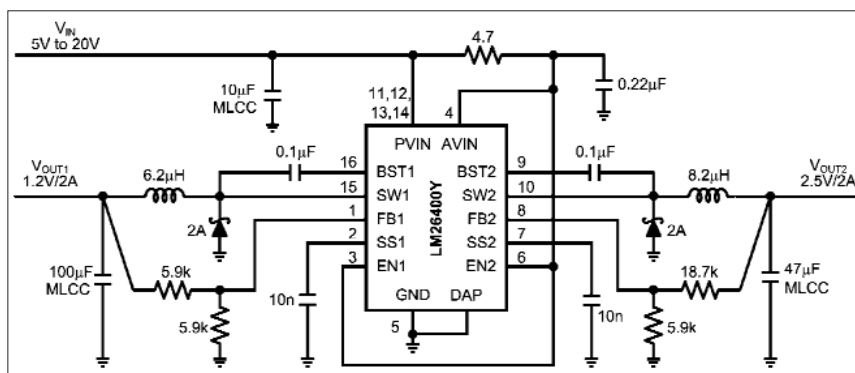 V_IN
5V to 20V
4.7
10µF
MLCC
11,12,
13,14
4
0.22µF
PVIN AVIN
V_OUT1
1.2V/2A
6.2µH
0.1µF
16
BST1
BST2
9
0.1µF
8.2µH
V_OUT2
2.5V/2A
15
SW1
SW2
10
1
FB1
FB2
8
2A
2A
2
SS1
SS2
7
3
EN1
EN2
6
LM26400Y
100µF
MLCC
5.9k
18.7k
47µF
MLCC
10n
GND
DAP
10n
5.9k
5
5.9k